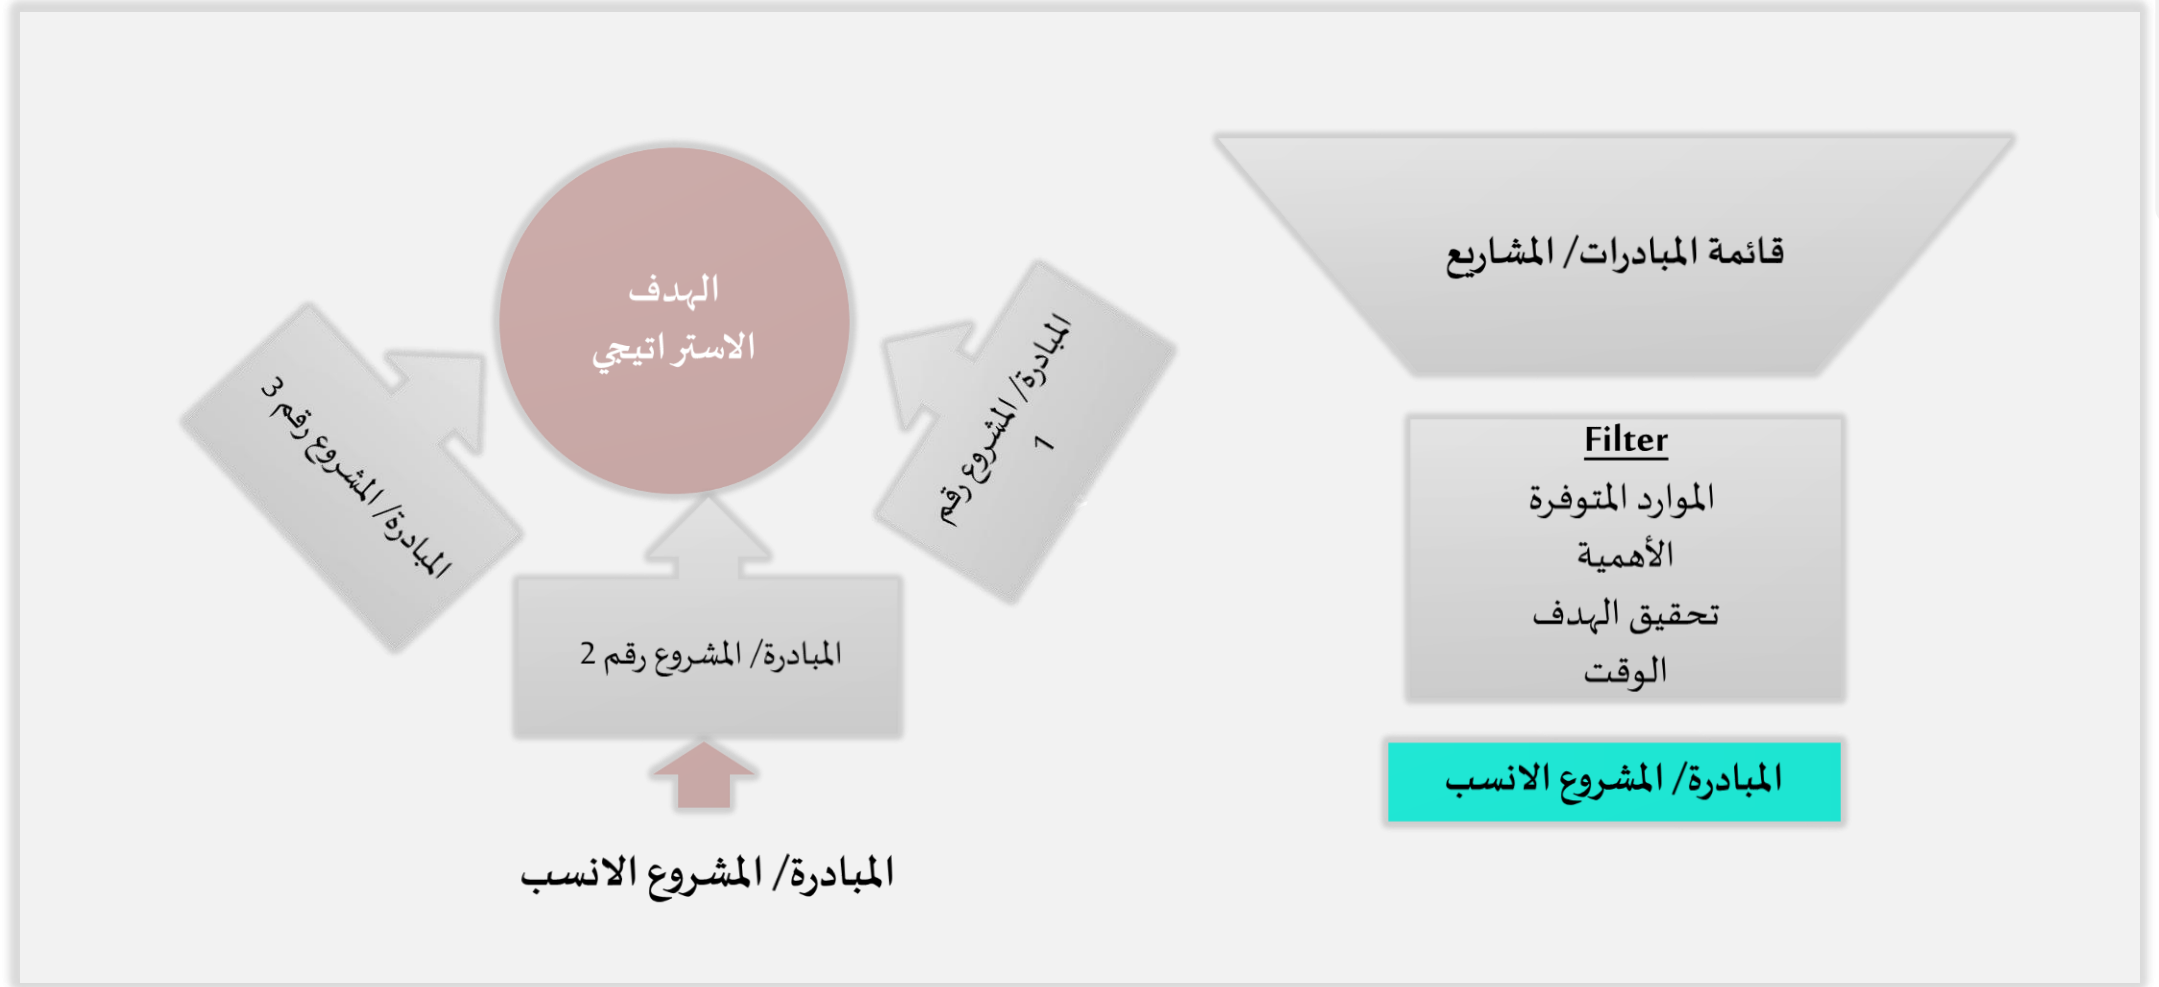 قائمة المبادرات/ المشاريع
Filter
الموارد المتوفرة
الأهمية
تحقيق الهدف
الوقت
المبادرة/ المشروع الانسب
الهدف
الاستراتيجي
المبادرة/ المشروع رقم
1
المبادرة/ المشروع رقم 2
المبادرة/ المشروع رقم 3
المبادرة/ المشروع الانسب